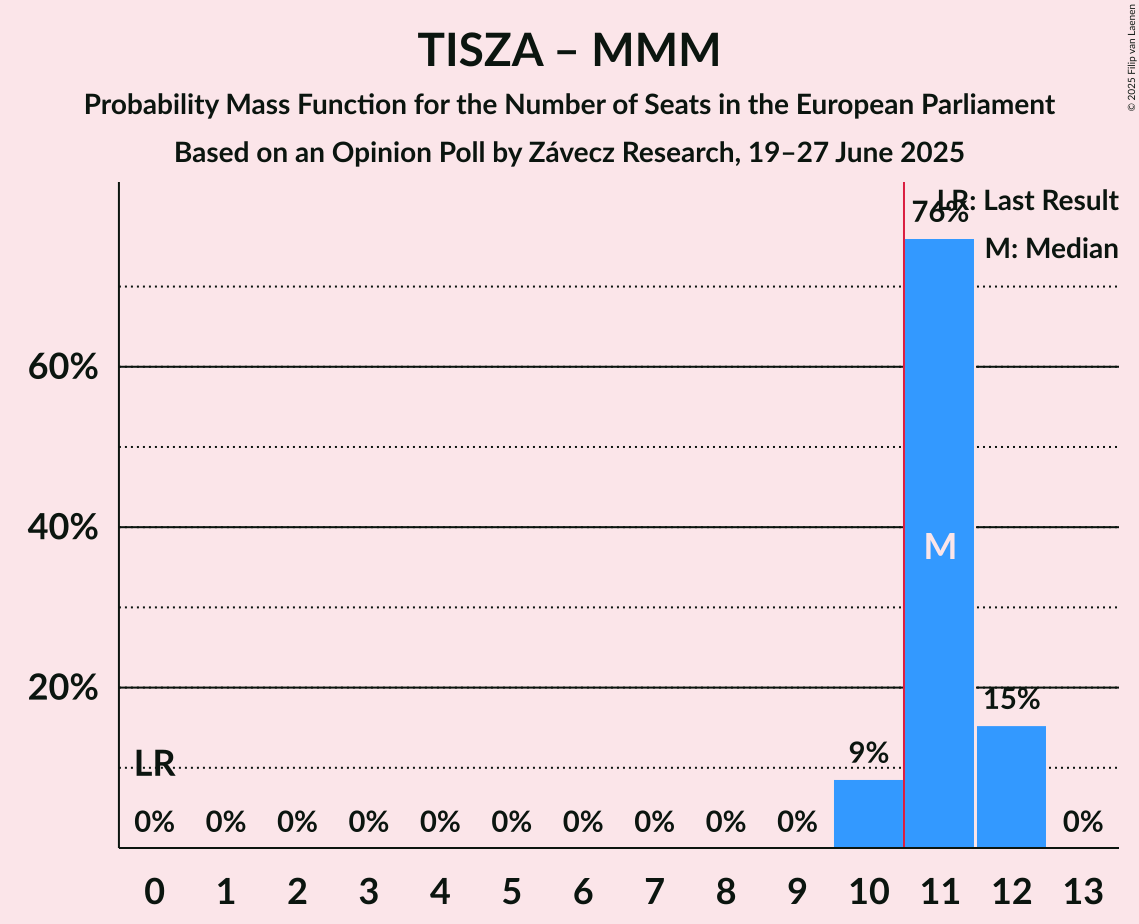 TISZA – MMM
Probability Mass Function for the Number of Seats in the European Parliament
Based on an Opinion Poll by Závecz Research, 19–27 June 2025
© 2025 Filip van Laenen
LR: Last Result
M: Median
76%
60%
40%
20%
M
15%
9%
LR
0% 0% 0% 0% 0% 0% 0% 0% 0% 0% 0%
0 1 2 3 4 5 6 7 8 9 10 11 12 13